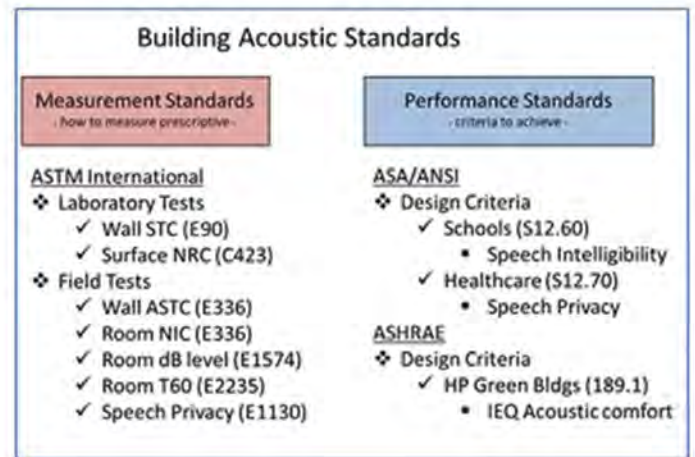 Building Acoustic Standards
Measurement Standards
- how to measure prescriptive -
ASTM International
❖ Laboratory Tests
✓ Wall STC (E90)
✓ Surface NRC (C423)
❖ Field Tests
✓ Wall ASTC (E336)
✓ Room NIC (E336)
✓ Room dB level (E1574)
✓ Room T60 (E2235)
✓ Speech Privacy (E1130)
Performance Standards
- criteria to achieve -
ASA/ANSI
❖ Design Criteria
✓ Schools (S12.60)
▪ Speech Intelligibility
✓ Healthcare (S12.70)
▪ Speech Privacy
ASHRAE
❖ Design Criteria
✓ HP Green Bldgs (189.1)
▪ IEQ Acoustic comfort